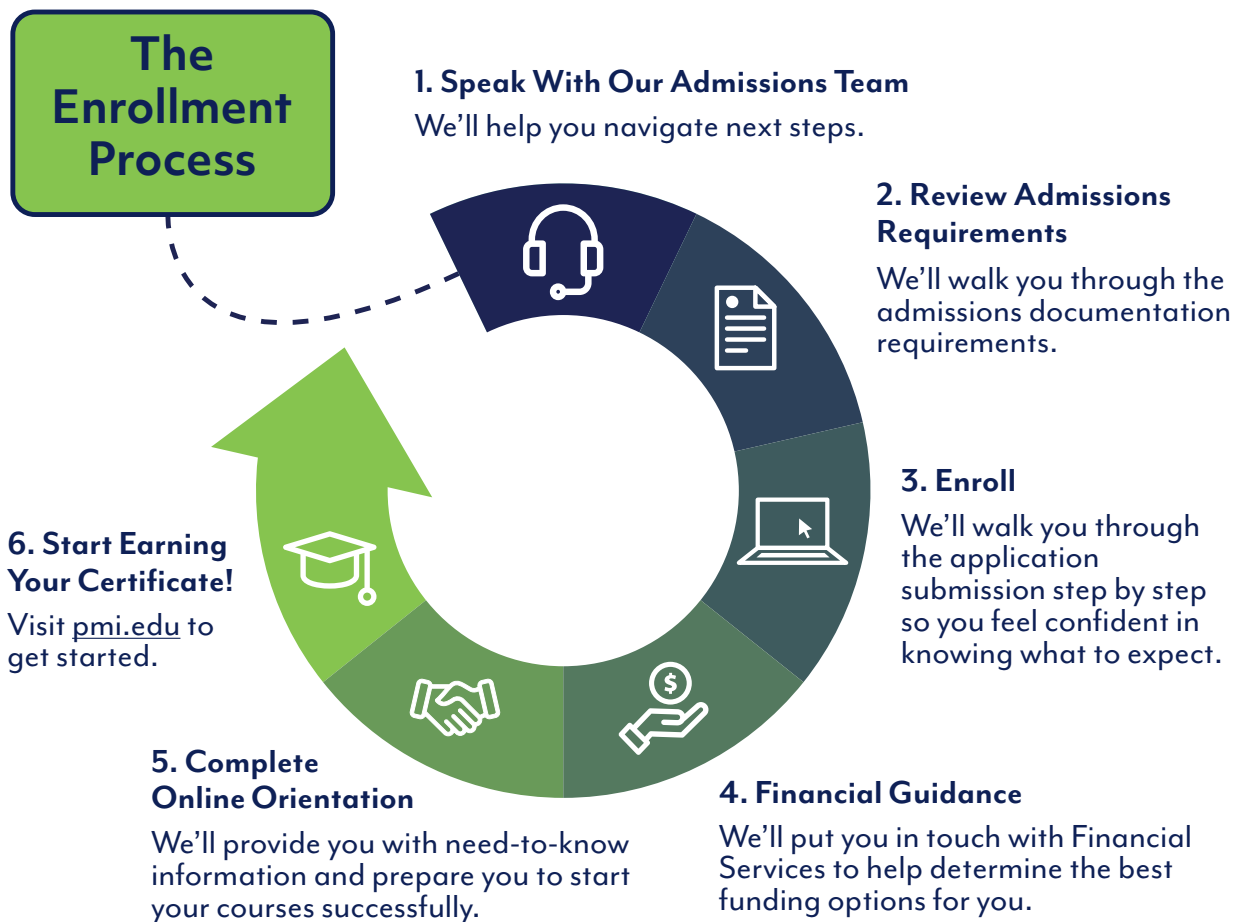 The
Enrollment
Process
1. Speak With Our Admissions Team
We’ll help you navigate next steps.
2. Review Admissions
Requirements
We’ll walk you through the
admissions documentation
requirements.
3. Enroll
We’ll walk you through
the application
submission step by step
so you feel confident in
knowing what to expect.
$
4. Financial Guidance
We’ll put you in touch with Financial
Services to help determine the best
funding options for you.
5. Complete
Online Orientation
We’ll provide you with need-to-know
information and prepare you to start
your courses successfully.
6. Start Earning
Your Certificate!
Visit pmi.edu to
get started.